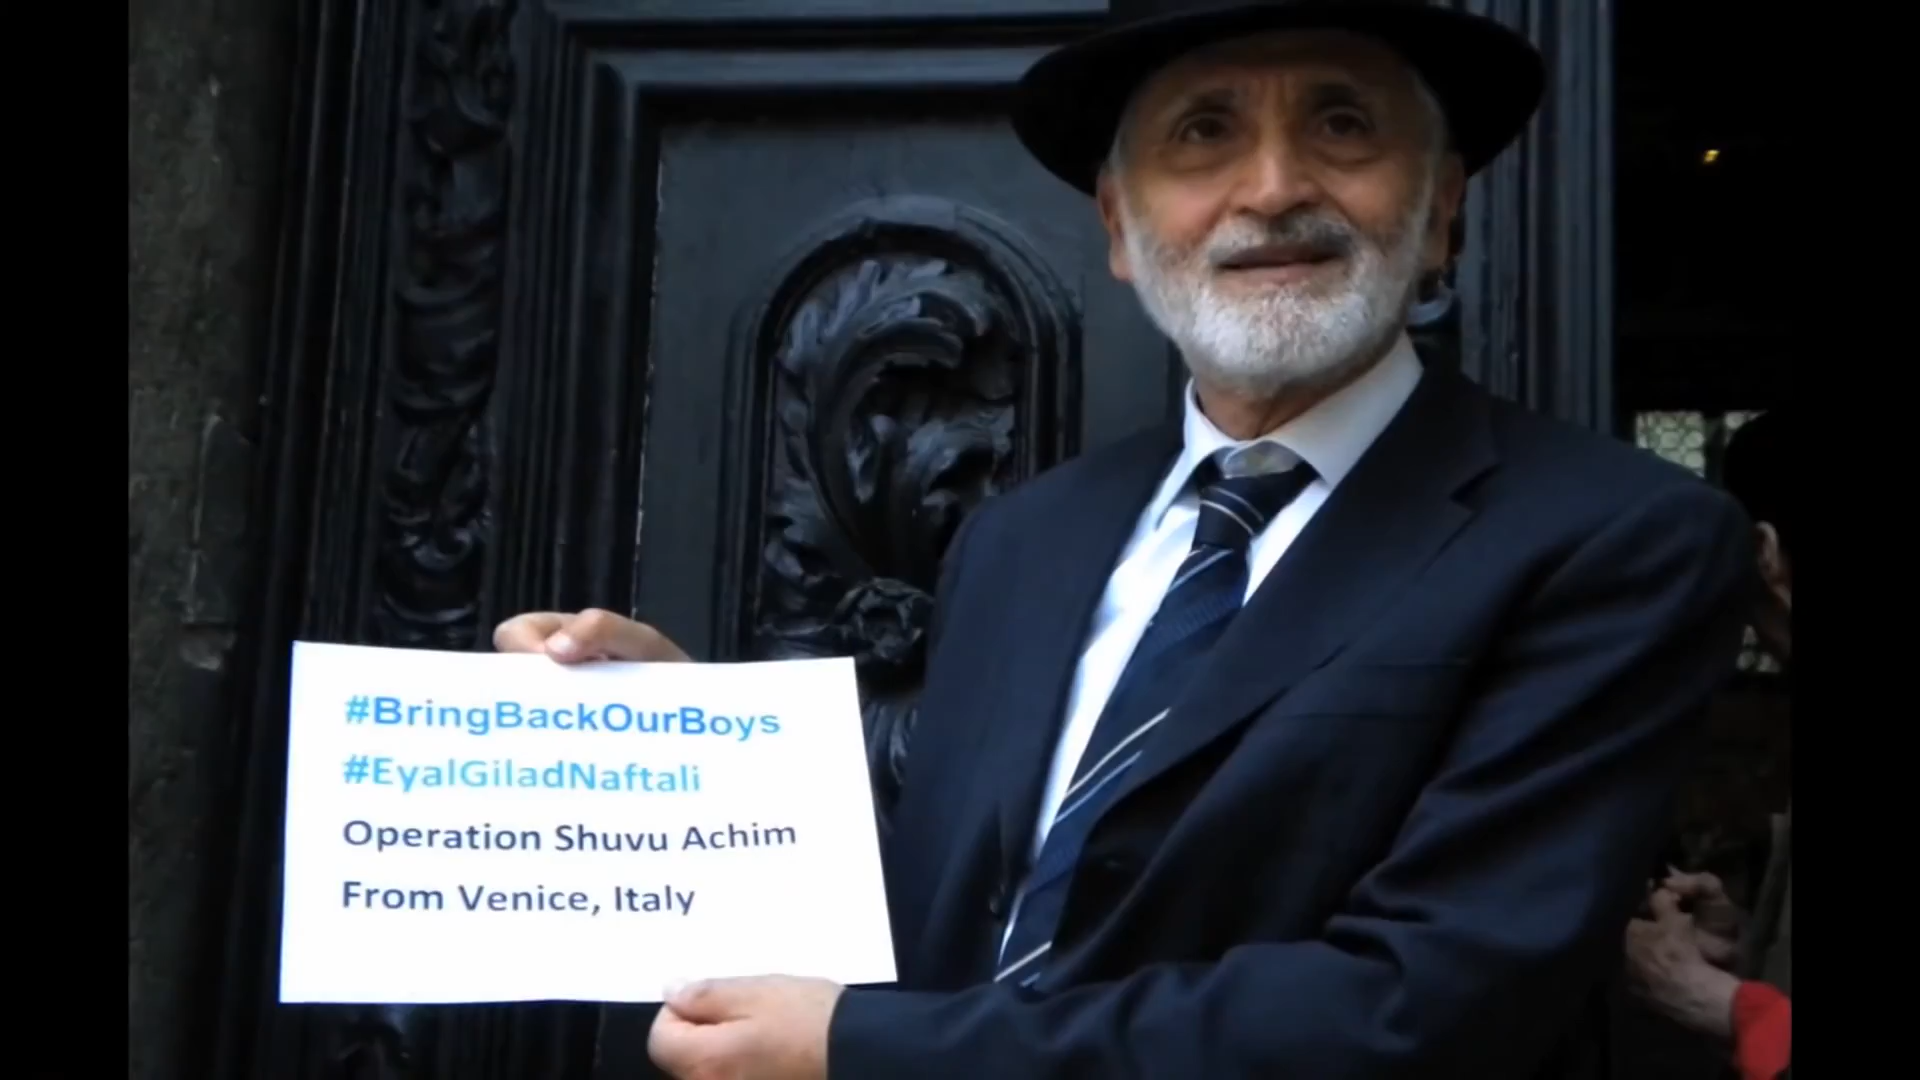 #BringBackOurBoys
#EyalGiladNaftali
Operation Shuvu Achim
From Venice, Italy